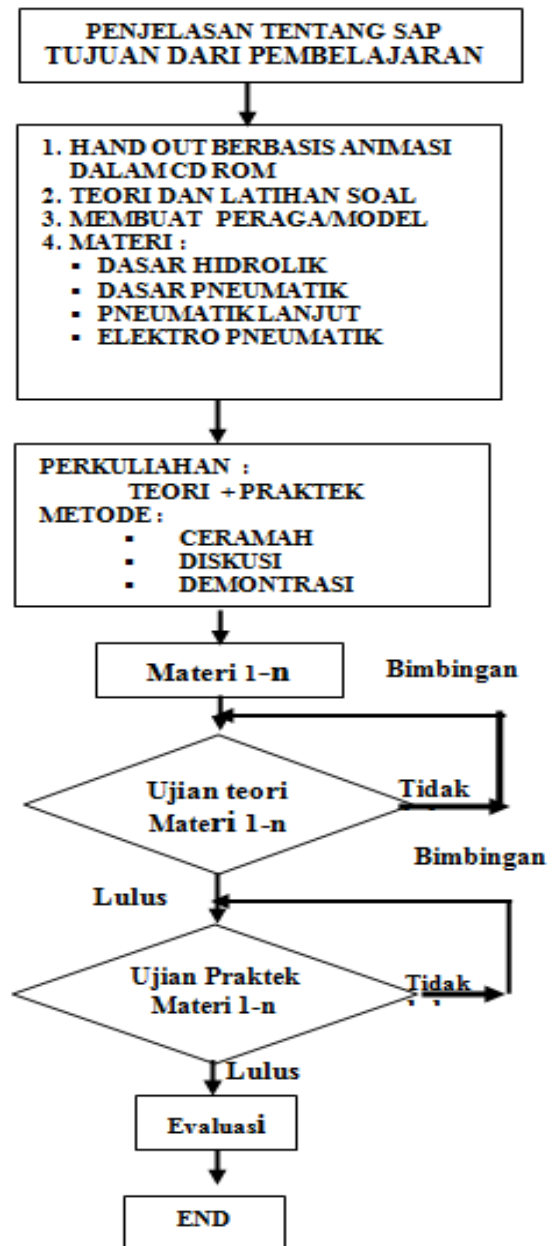 PENJELASAN TENTANG SAP
TUJUAN DARI PEMBELAJARAN
1. HAND OUT BERBASIS ANIMASI
DALAM CD ROM
2. TEORI DAN LATIHAN SOAL
3. MEMBUAT PERAGA/MODEL
4. MATERI :
▪ DASAR HIDROLIK
▪ DASAR PNEUMATIK
▪ PNEUMATIK LANJUT
▪ ELEKTRO PNEUMATIK
PERKULIAHAN :
TEORI + PRAKTEK
METODE :
▪ CERAMAH
▪ DISKUSI
▪ DEMONTRASI
Materi 1-n
Bimbingan
Ujian teori
Materi 1-n
Tidak
Bimbingan
Lulus
Ujian Praktek
Materi 1-n
Tidak
Lulus
Evaluasi
END